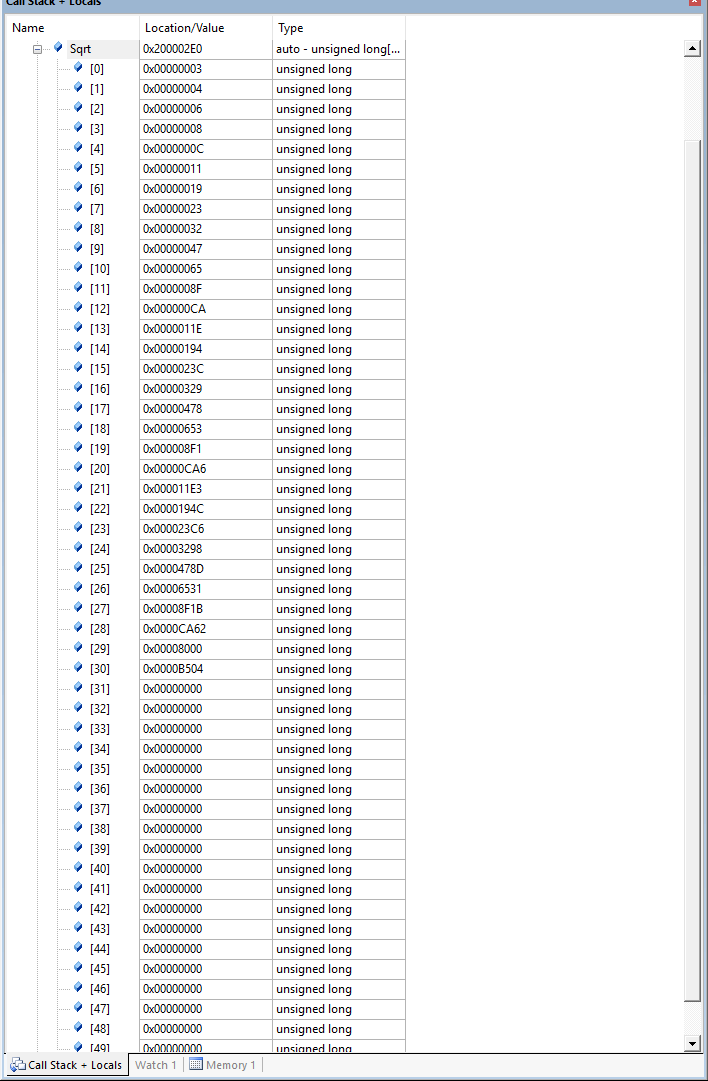 Call Stack + Locals
Name Location/Value Type
Sqrt 0x200002E0 auto - unsigned long[...
[0] 0x00000003 unsigned long
[1] 0x00000004 unsigned long
[2] 0x00000006 unsigned long
[3] 0x00000008 unsigned long
[4] 0x0000000C unsigned long
[5] 0x00000011 unsigned long
[6] 0x00000019 unsigned long
[7] 0x00000023 unsigned long
[8] 0x00000032 unsigned long
[9] 0x00000047 unsigned long
[10] 0x00000065 unsigned long
[11] 0x0000008F unsigned long
[12] 0x000000CA unsigned long
[13] 0x0000011E unsigned long
[14] 0x00000194 unsigned long
[15] 0x0000023C unsigned long
[16] 0x00000329 unsigned long
[17] 0x00000478 unsigned long
[18] 0x00000653 unsigned long
[19] 0x000008F1 unsigned long
[20] 0x00000CA6 unsigned long
[21] 0x000011E3 unsigned long
[22] 0x0000194C unsigned long
[23] 0x000023C6 unsigned long
[24] 0x00003298 unsigned long
[25] 0x0000478D unsigned long
[26] 0x00006531 unsigned long
[27] 0x00008F1B unsigned long
[28] 0x0000CA62 unsigned long
[29] 0x00008000 unsigned long
[30] 0x0000B504 unsigned long
[31] 0x00000000 unsigned long
[32] 0x00000000 unsigned long
[33] 0x00000000 unsigned long
[34] 0x00000000 unsigned long
[35] 0x00000000 unsigned long
[36] 0x00000000 unsigned long
[37] 0x00000000 unsigned long
[38] 0x00000000 unsigned long
[39] 0x00000000 unsigned long
[40] 0x00000000 unsigned long
[41] 0x00000000 unsigned long
[42] 0x00000000 unsigned long
[43] 0x00000000 unsigned long
[44] 0x00000000 unsigned long
[45] 0x00000000 unsigned long
[46] 0x00000000 unsigned long
[47] 0x00000000 unsigned long
[48] 0x00000000 unsigned long
[49] 0x00000000 unsigned long
Call Stack + Locals Watch 1 Memory 1